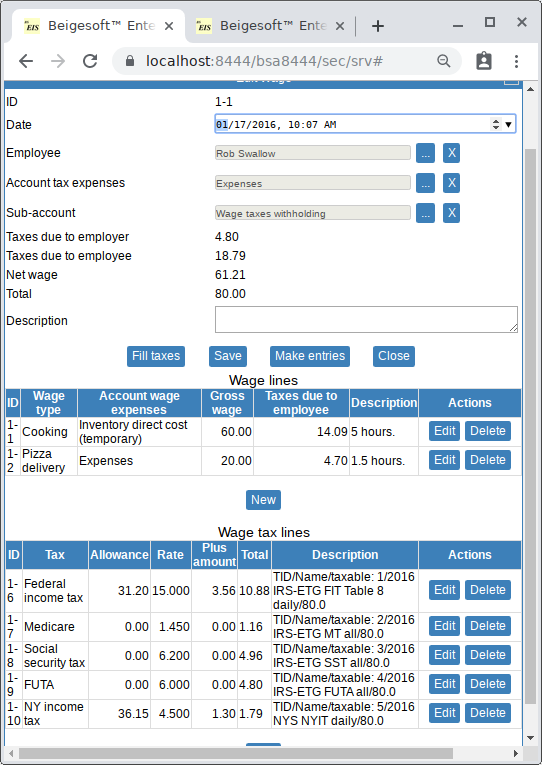 EIS Beigesoft™ Ente
EIS Beigesoft™ Ente
localhost:8444/bsa8444/sec/srv#
Edit Wage
ID 1-1
Date 01/17/2016, 10:07 AM
Employee Rob Swallow ... X
Account tax expenses Expenses ... X
Sub-account Wage taxes withholding ... X
Taxes due to employer 4.80
Taxes due to employee 18.79
Net wage 61.21
Total 80.00
Description
Fill taxes Save Make entries Close
Wage lines
ID Wage type Account wage expenses Gross wage Taxes due to employee Description Actions
1-1 Cooking Inventory direct cost (temporary) 60.00 14.09 5 hours. Edit Delete
1-2 Pizza delivery Expenses 20.00 4.70 1.5 hours. Edit Delete
New
Wage tax lines
ID Tax Allowance Rate Plus amount Total Description Actions
1-6 Federal income tax 31.20 15.000 3.56 10.88 TID/Name/taxable: 1/2016 IRS-ETG FIT Table 8 daily/80.0 Edit Delete
1-7 Medicare 0.00 1.450 0.00 1.16 TID/Name/taxable: 2/2016 IRS-ETG MT all/80.0 Edit Delete
1-8 Social security tax 0.00 6.200 0.00 4.96 TID/Name/taxable: 3/2016 IRS-ETG SST all/80.0 Edit Delete
1-9 FUTA 0.00 6.000 0.00 4.80 TID/Name/taxable: 4/2016 IRS-ETG FUTA all/80.0 Edit Delete
1-10 NY income tax 36.15 4.500 1.30 1.79 TID/Name/taxable: 5/2016 NYS NYIT daily/80.0 Edit Delete